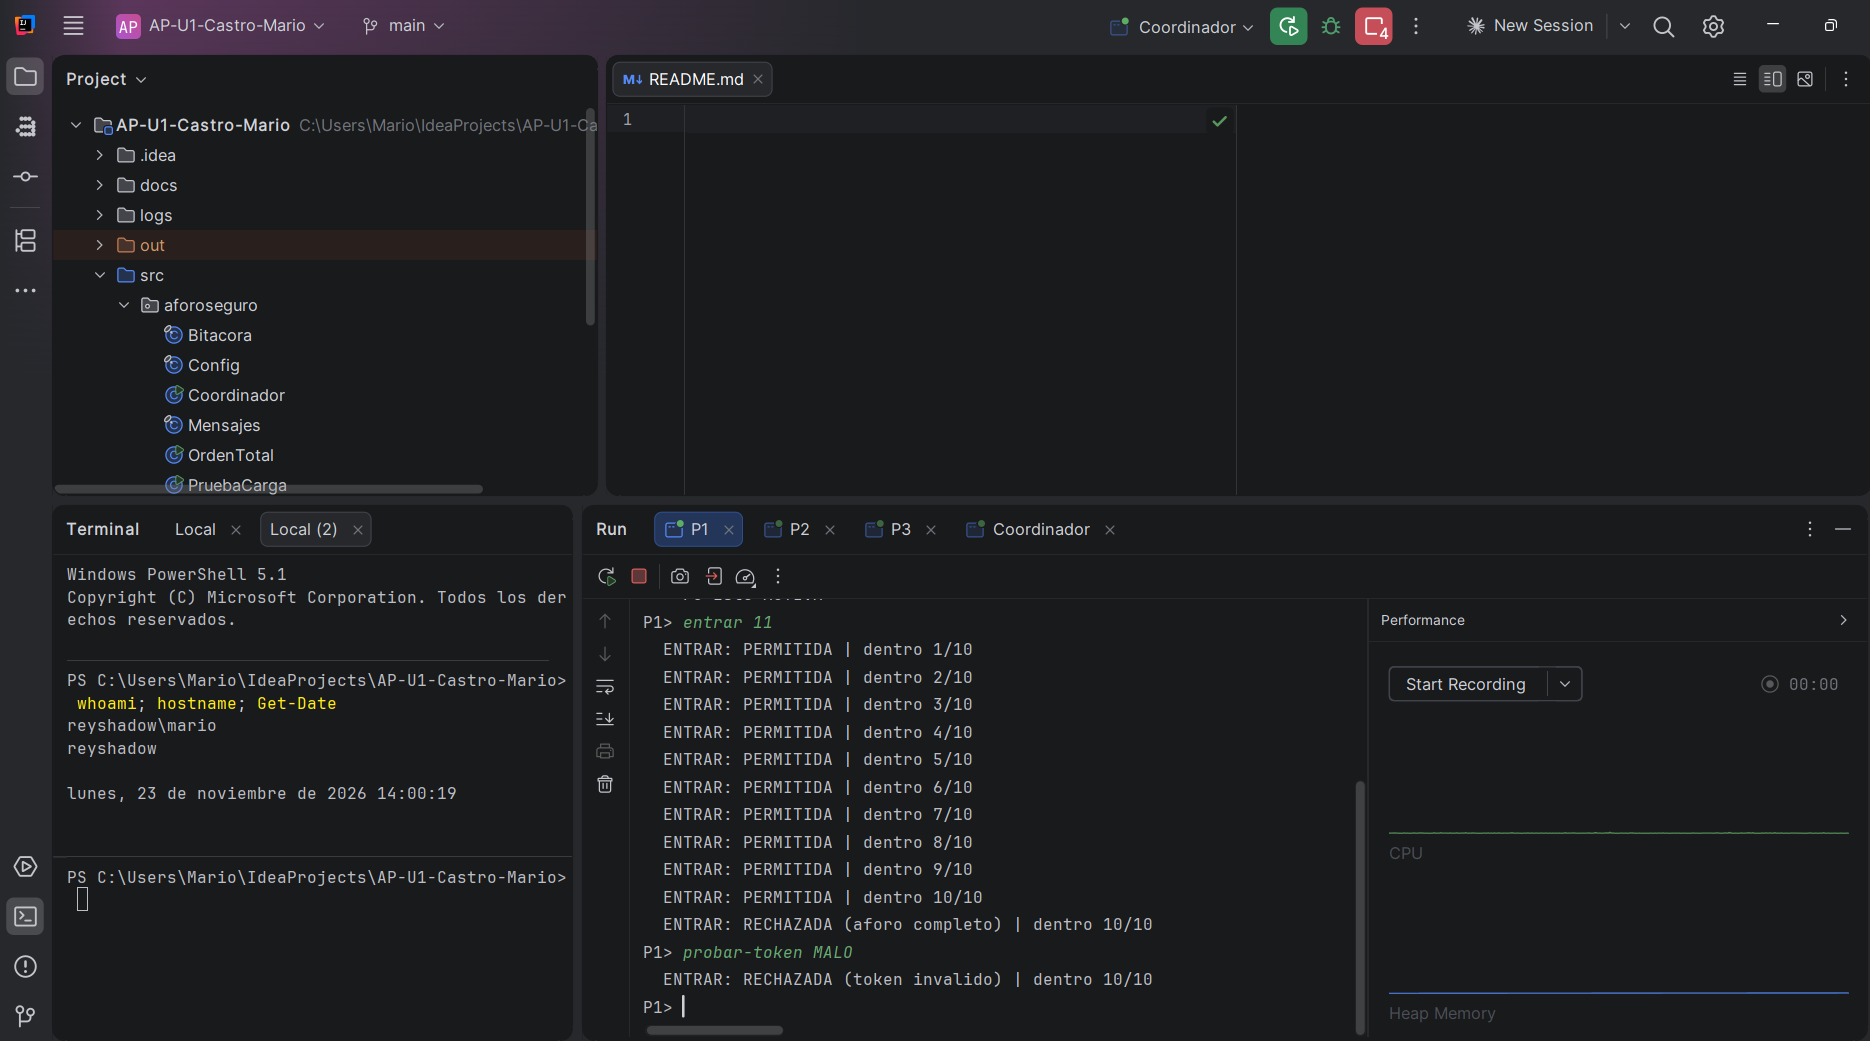 AP AP-U1-Castro-Mario main Coordinador 4 New Session
Project
README.md
AP-U1-Castro-Mario C:\Users\Mario\IdeaProjects\AP-U1-Ca
1
.idea
docs
logs
out
src
aforoseguro
Bitacora
Config
Coordinador
Mensajes
OrdenTotal
PruebaCarga
Terminal Local Local (2)
Windows PowerShell 5.1
Copyright (C) Microsoft Corporation. Todos los der
echos reservados.
PS C:\Users\Mario\IdeaProjects\AP-U1-Castro-Mario>
whoami; hostname; Get-Date
reyshadow\mario
reyshadow
lunes, 23 de noviembre de 2026 14:00:19
PS C:\Users\Mario\IdeaProjects\AP-U1-Castro-Mario>
Run P1 P2 P3 Coordinador
P1> entrar 11
ENTRAR: PERMITIDA | dentro 1/10
ENTRAR: PERMITIDA | dentro 2/10
ENTRAR: PERMITIDA | dentro 3/10
ENTRAR: PERMITIDA | dentro 4/10
ENTRAR: PERMITIDA | dentro 5/10
ENTRAR: PERMITIDA | dentro 6/10
ENTRAR: PERMITIDA | dentro 7/10
ENTRAR: PERMITIDA | dentro 8/10
ENTRAR: PERMITIDA | dentro 9/10
ENTRAR: PERMITIDA | dentro 10/10
ENTRAR: RECHAZADA (aforo completo) | dentro 10/10
P1> probar-token MALO
ENTRAR: RECHAZADA (token invalido) | dentro 10/10
P1>
Performance
Start Recording 00:00
CPU
Heap Memory